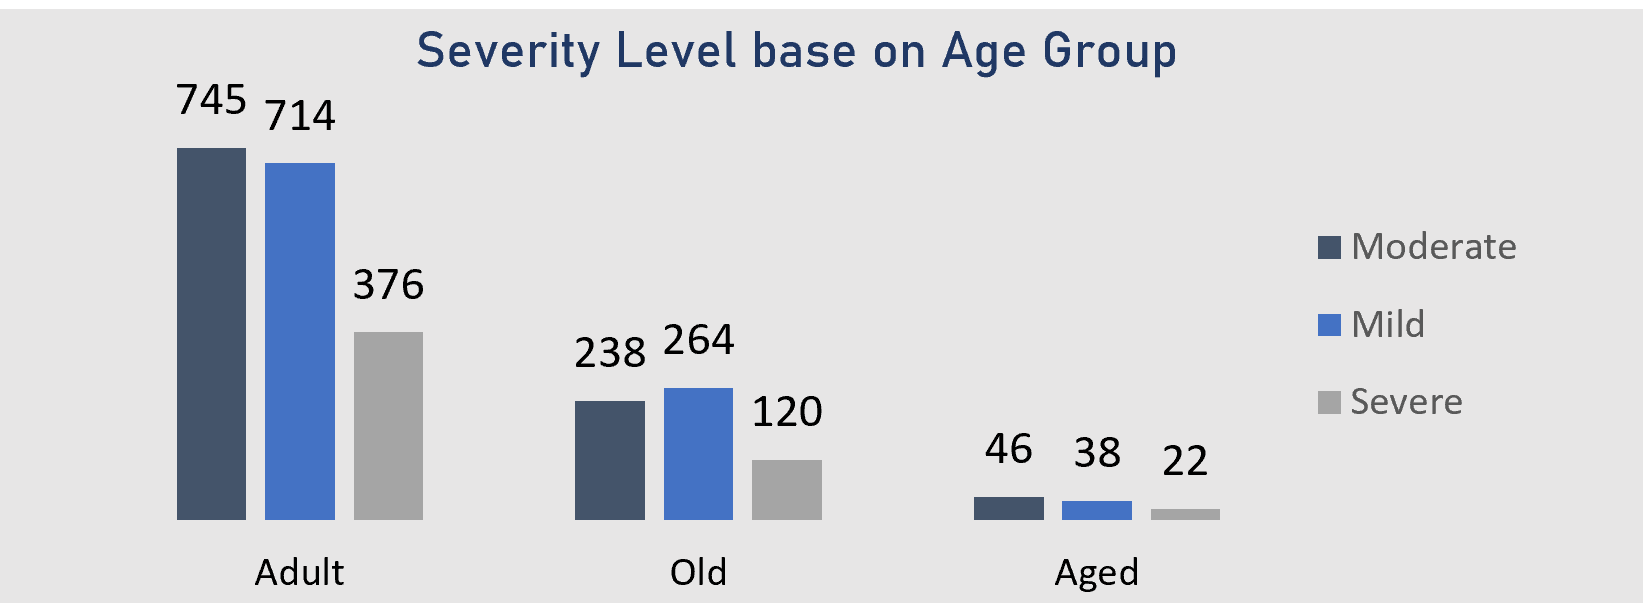 Severity Level base on Age Group
745 714 376
238 264 120
46 38 22
Adult Old Aged
Moderate
Mild
Severe